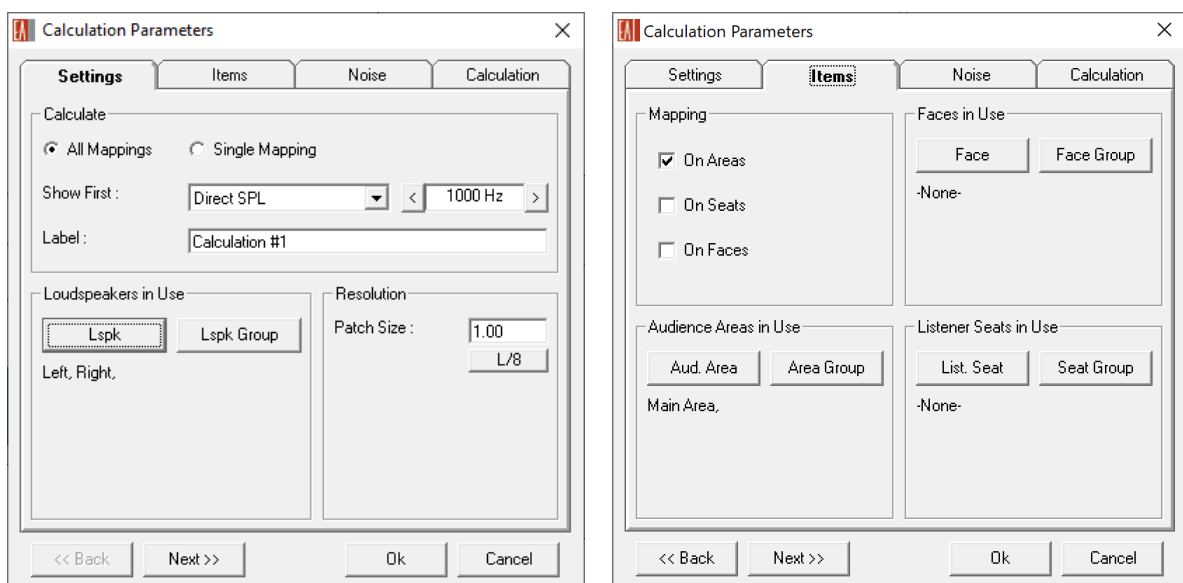 EA Calculation Parameters
Settings Items Noise Calculation
Calculate
All Mappings Single Mapping
Show First : Direct SPL < 1000 Hz >
Label : Calculation #1
Loudspeakers in Use
Lspk Lspk Group
Left, Right,
Resolution
Patch Size : 1.00
L/8
<< Back Next >> Ok Cancel
EA Calculation Parameters
Settings Items Noise Calculation
Mapping
On Areas
On Seats
On Faces
Faces in Use
Face Face Group
-None-
Audience Areas in Use
Aud. Area Area Group
Main Area,
Listener Seats in Use
List. Seat Seat Group
-None-
<< Back Next >> Ok Cancel